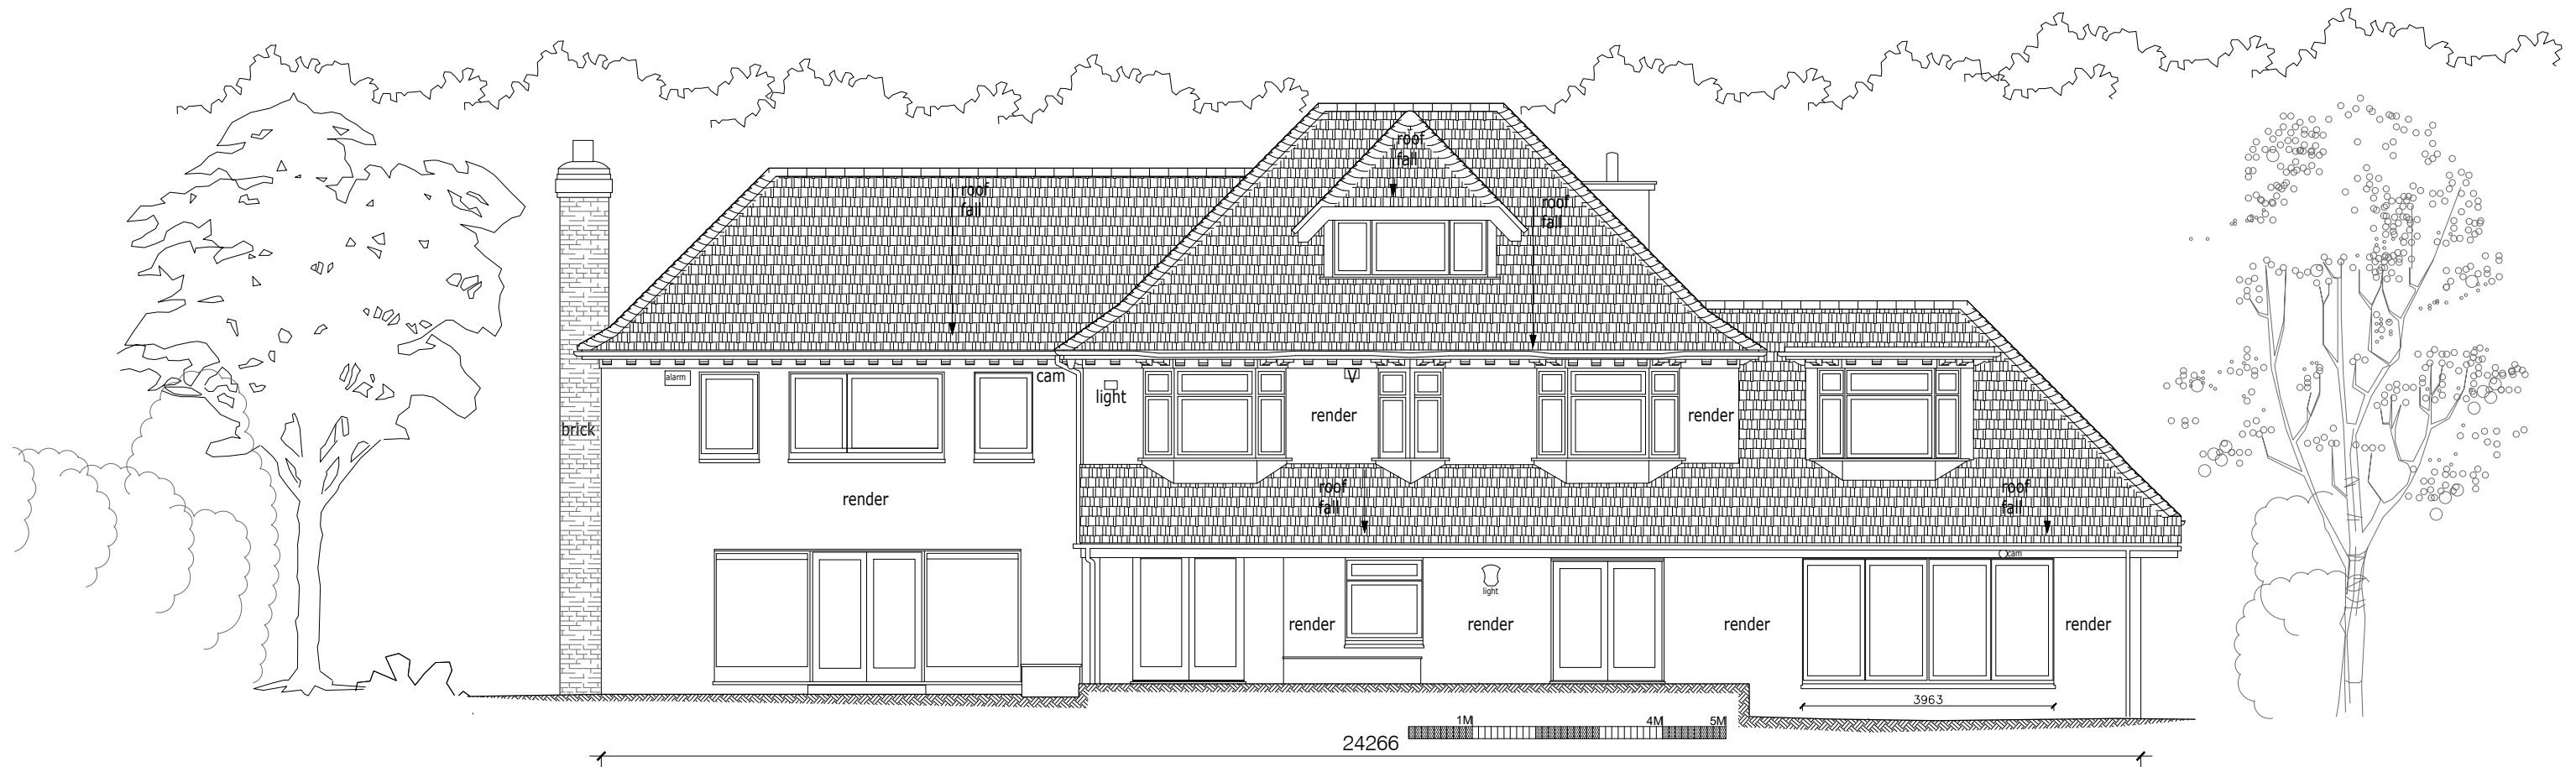 roof
fall
roof
fall
roof
fall
alarm
cam
light
V
render
render
brick
render
roof
fall
roof
fall
cam
light
render
render
render
render
3963
1M
4M
5M
24266